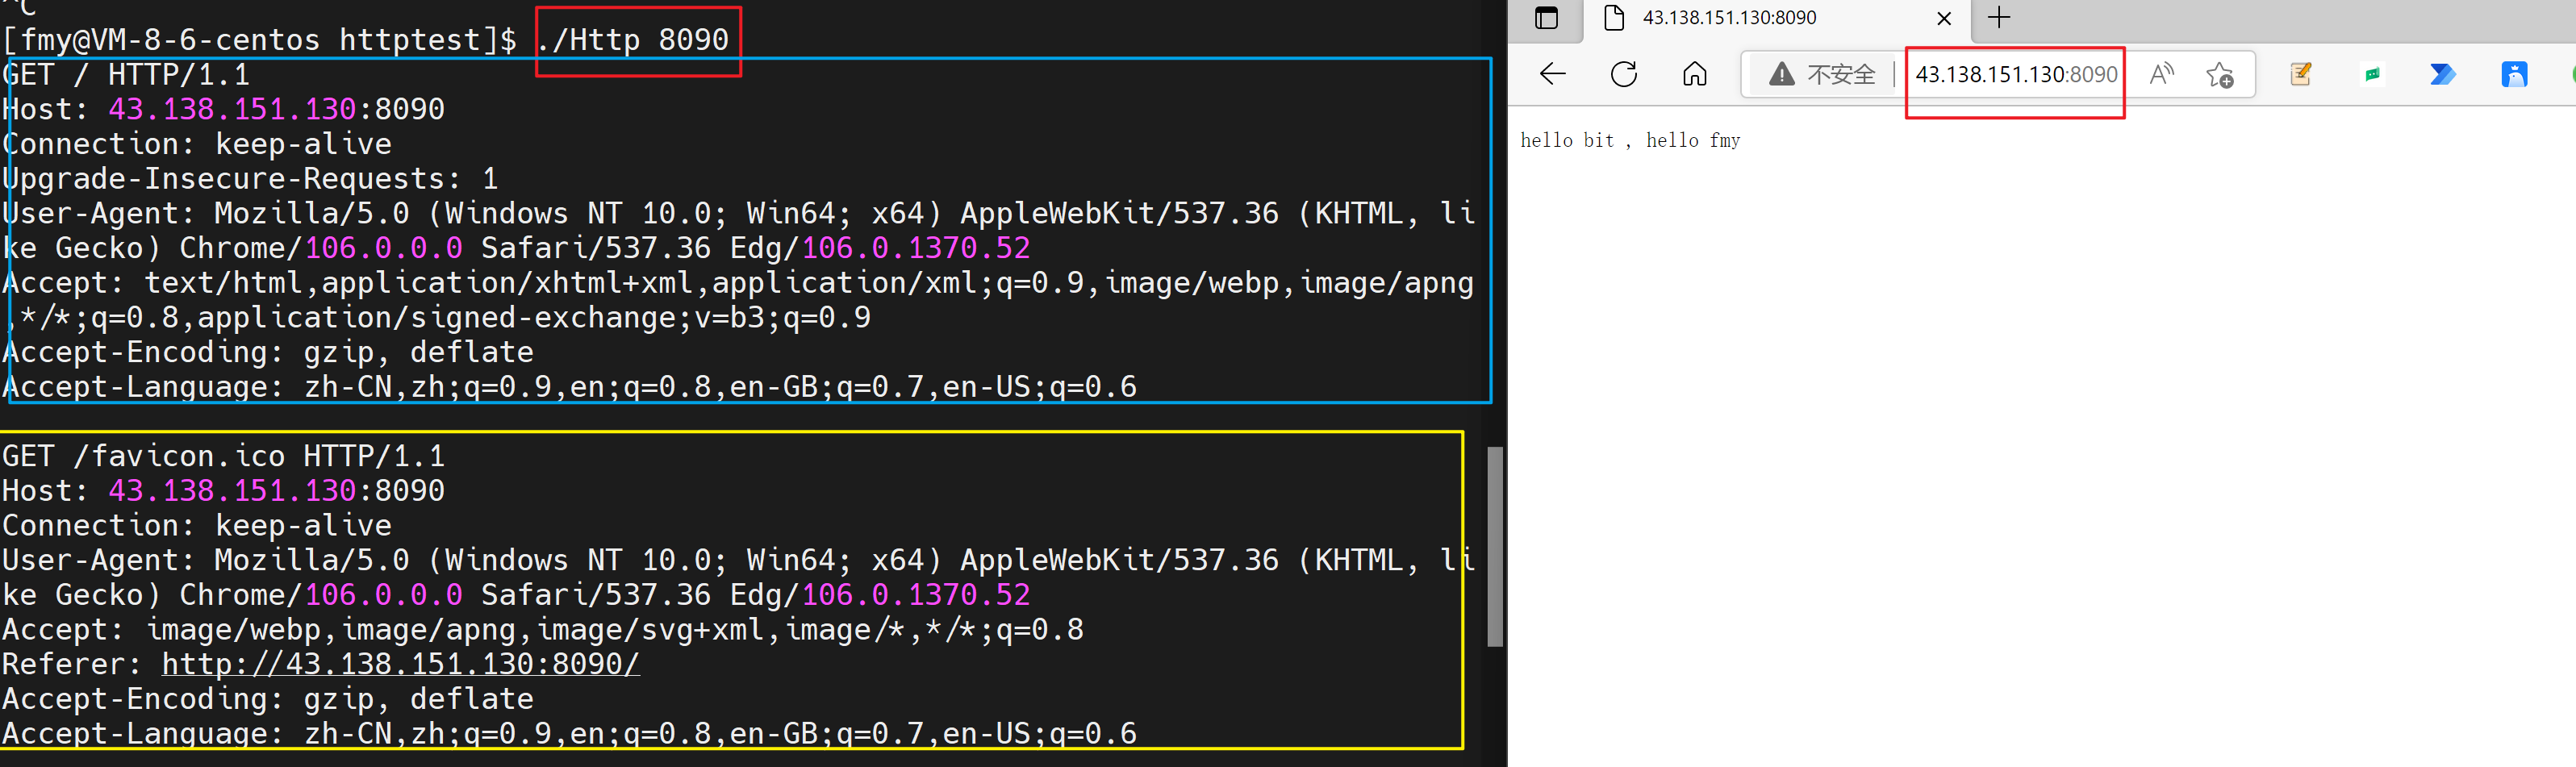 ^C
[fmy@VM-8-6-centos httptest]$ ./Http 8090
GET / HTTP/1.1
Host: 43.138.151.130:8090
Connection: keep-alive
Upgrade-Insecure-Requests: 1
User-Agent: Mozilla/5.0 (Windows NT 10.0; Win64; x64) AppleWebKit/537.36 (KHTML, li
ke Gecko) Chrome/106.0.0.0 Safari/537.36 Edg/106.0.1370.52
Accept: text/html,application/xhtml+xml,application/xml;q=0.9,image/webp,image/apng
,*/*;q=0.8,application/signed-exchange;v=b3;q=0.9
Accept-Encoding: gzip, deflate
Accept-Language: zh-CN,zh;q=0.9,en;q=0.8,en-GB;q=0.7,en-US;q=0.6
GET /favicon.ico HTTP/1.1
Host: 43.138.151.130:8090
Connection: keep-alive
User-Agent: Mozilla/5.0 (Windows NT 10.0; Win64; x64) AppleWebKit/537.36 (KHTML, li
ke Gecko) Chrome/106.0.0.0 Safari/537.36 Edg/106.0.1370.52
Accept: image/webp,image/apng,image/svg+xml,image/*,*/*;q=0.8
Referer: http://43.138.151.130:8090/
Accept-Encoding: gzip, deflate
Accept-Language: zh-CN,zh;q=0.9,en;q=0.8,en-GB;q=0.7,en-US;q=0.6
43.138.151.130:8090
不安全 43.138.151.130:8090
hello bit , hello fmy